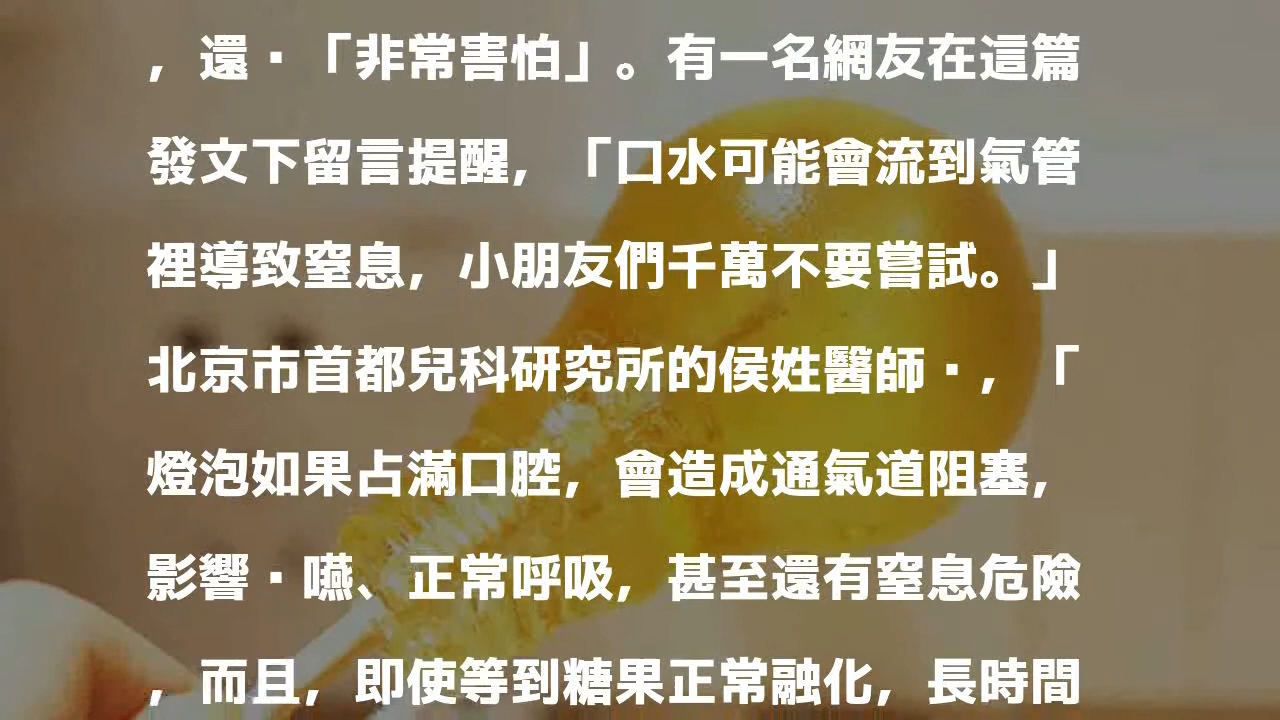 ，還·「非常害怕」。有一名網友在這篇
發文下留言提醒，「口水可能會流到氣管
裡導致窒息，小朋友們千萬不要嘗試。」
北京市首都兒科研究所的侯姓醫師·，「
燈泡如果占滿口腔，會造成通氣道阻塞，
影響·嚥、正常呼吸，甚至還有窒息危險
，而且，即使等到糖果正常融化，長時間